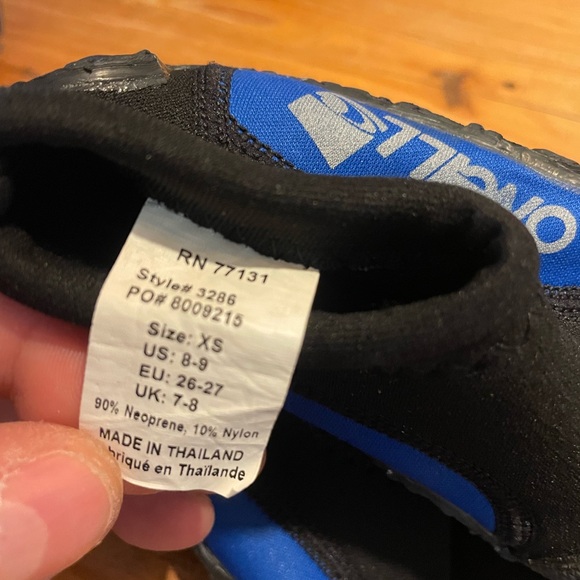 O'NEILL
RN 77131
Style# 3286
PO# 8009215
Size: XS
US: 8-9
EU: 26-27
UK: 7-8
90% Neoprene, 10% Nylon
MADE IN THAILAND
briqué en Thaïlande